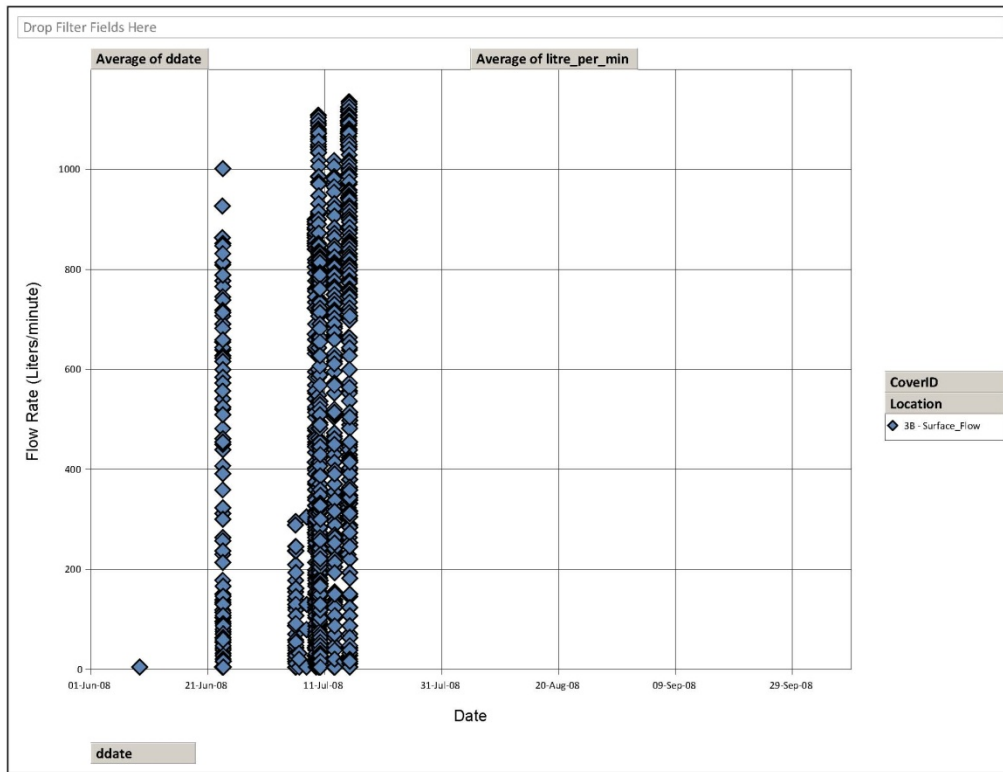 Drop Filter Fields Here
Average of ddate
Average of litre_per_min
Flow Rate (Liters/minute)
1000
800
600
400
200
0
01-Jun-08
21-Jun-08
11-Jul-08
31-Jul-08
20-Aug-08
09-Sep-08
29-Sep-08
Date
CoverID
Location
3B - Surface_Flow
ddate